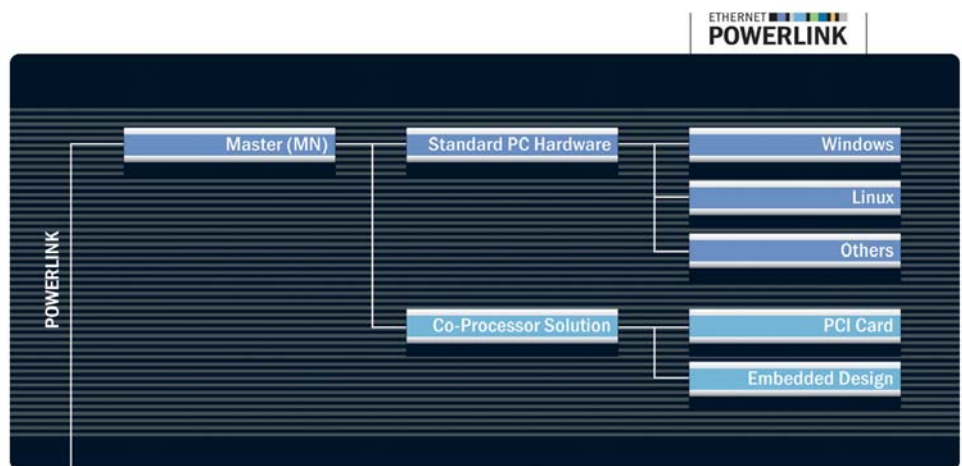 ETHERNET
POWERLINK
Master (MN)
Standard PC Hardware
Windows
Linux
Others
POWERLINK
Co-Processor Solution
PCI Card
Embedded Design